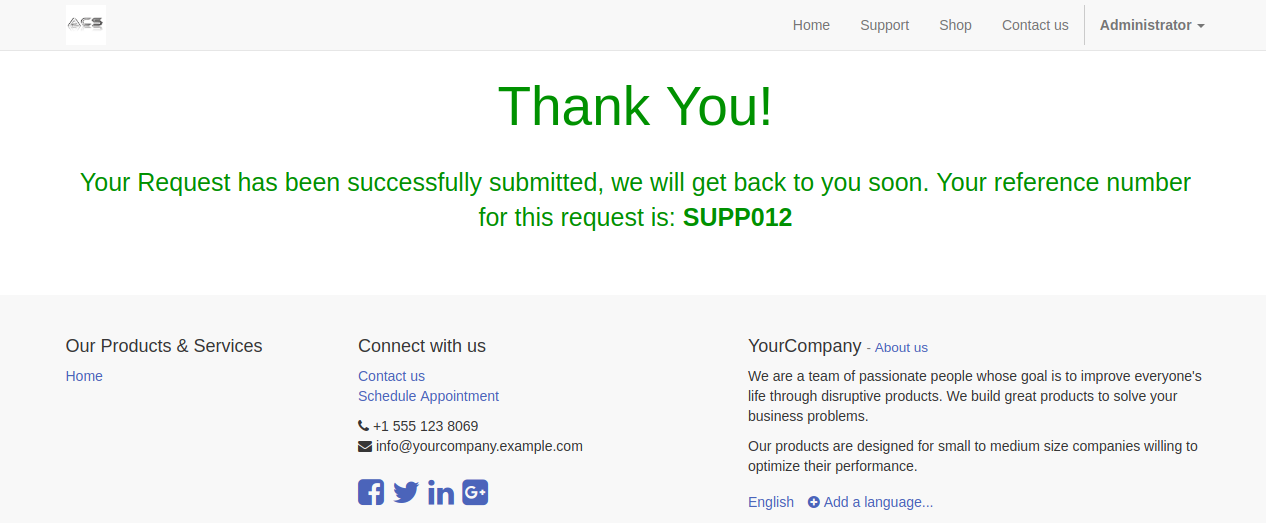 ACS
Home Support Shop Contact us Administrator
Thank You!
Your Request has been successfully submitted, we will get back to you soon. Your reference number
for this request is: SUPP012
Our Products & Services
Home
Connect with us
Contact us
Schedule Appointment
+1 555 123 8069
info@yourcompany.example.com
YourCompany - About us
We are a team of passionate people whose goal is to improve everyone's
life through disruptive products. We build great products to solve your
business problems.
Our products are designed for small to medium size companies willing to
optimize their performance.
English Add a language...